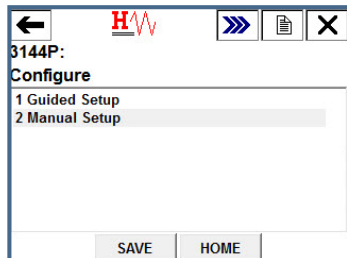 H
3144P:
Configure
1 Guided Setup
2 Manual Setup
SAVE HOME